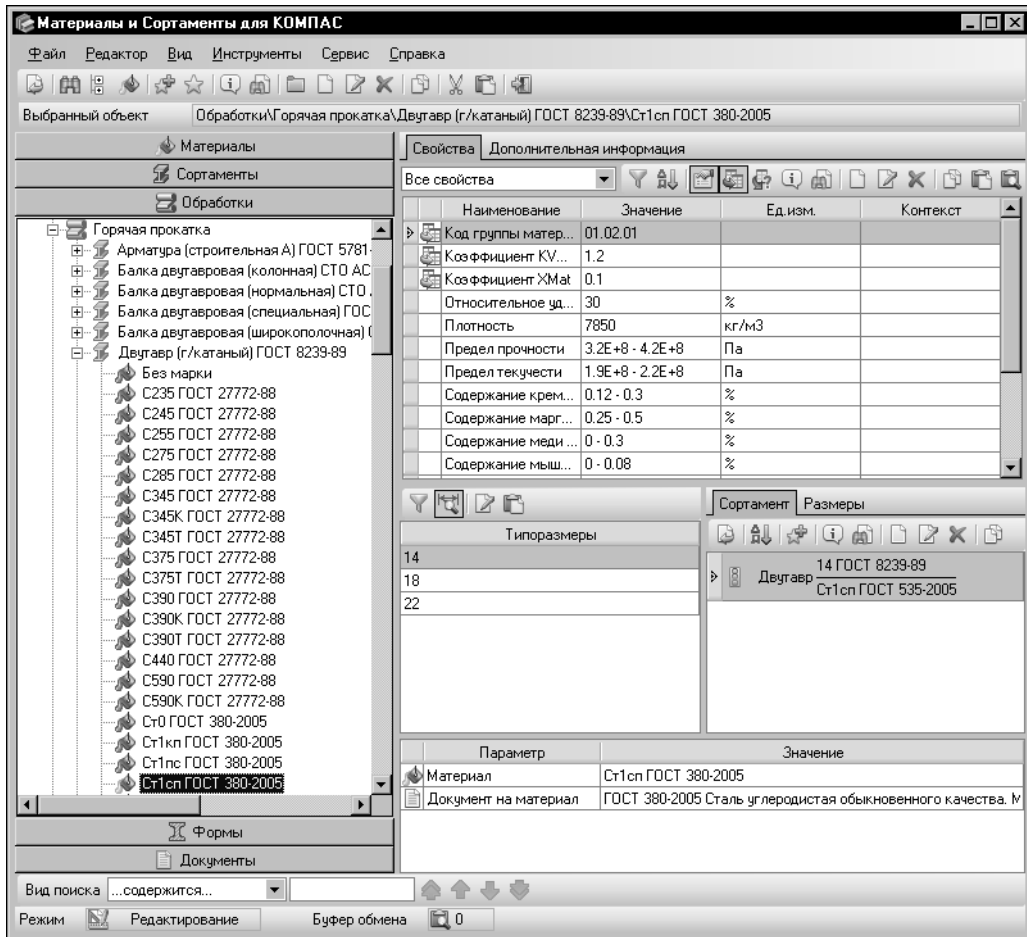 Материалы и Сортаменты для КОМПАС
Файл Редактор Вид Инструменты Сервис Справка
Выбранный объект Обработки\Горячая прокатка\Двутавр (г/катаный) ГОСТ 8239-89\Ст1сп ГОСТ 380-2005
Материалы
Сортаменты
Обработки
Горячая прокатка
Арматура (строительная А) ГОСТ 5781-
Балка двутавровая (колонная) СТО АС
Балка двутавровая (нормальная) СТО
Балка двутавровая (специальная) ГОС
Балка двутавровая (широкополочная)
Двутавр (г/катаный) ГОСТ 8239-89
Без марки
С235 ГОСТ 27772-88
С245 ГОСТ 27772-88
С255 ГОСТ 27772-88
С275 ГОСТ 27772-88
С285 ГОСТ 27772-88
С345 ГОСТ 27772-88
С345К ГОСТ 27772-88
С345Т ГОСТ 27772-88
С375 ГОСТ 27772-88
С375Т ГОСТ 27772-88
С390 ГОСТ 27772-88
С390К ГОСТ 27772-88
С390Т ГОСТ 27772-88
С440 ГОСТ 27772-88
С590 ГОСТ 27772-88
С590К ГОСТ 27772-88
Ст0 ГОСТ 380-2005
Ст1кп ГОСТ 380-2005
Ст1пс ГОСТ 380-2005
Ст1сп ГОСТ 380-2005
Формы
Документы
Свойства Дополнительная информация
Все свойства
Наименование Значение Ед.изм. Контекст
Код группы матер... 01.02.01
Коэффициент KV... 1.2
Коэффициент XMat 0.1
Относительное уд... 30 %
Плотность 7850 кг/м3
Предел прочности 3.2E+8 - 4.2E+8 Па
Предел текучести 1.9E+8 - 2.2E+8 Па
Содержание крем... 0.12 - 0.3 %
Содержание марг... 0.25 - 0.5 %
Содержание меди ... 0 - 0.3 %
Содержание мыш... 0 - 0.08 %
Типоразмеры
14
18
22
Сортамент Размеры
Двутавр 14 ГОСТ 8239-89
Ст1сп ГОСТ 535-2005
Параметр Значение
Материал Ст1сп ГОСТ 380-2005
Документ на материал ГОСТ 380-2005 Сталь углеродистая обыкновенного качества. М
Вид поиска ...содержится...
Режим Редактирование Буфер обмена 0